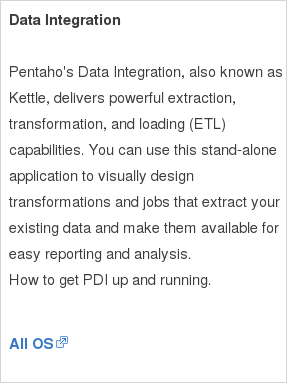 Data Integration
Pentaho's Data Integration, also known as
Kettle, delivers powerful extraction,
transformation, and loading (ETL)
capabilities. You can use this stand-alone
application to visually design
transformations and jobs that extract your
existing data and make them available for
easy reporting and analysis.
How to get PDI up and running.
All OS